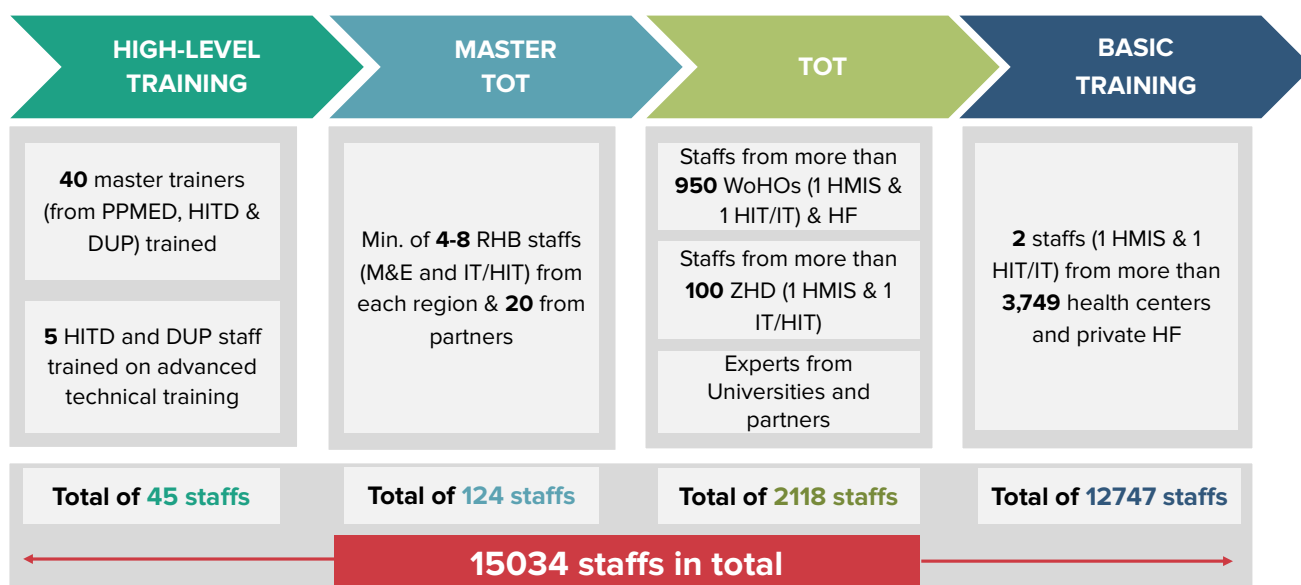 HIGH-LEVEL
TRAINING
MASTER
TOT
TOT
BASIC
TRAINING
40 master trainers
(from PPMED, HITD &
DUP) trained
5 HITD and DUP staff
trained on advanced
technical training
Min. of 4-8 RHB staffs
(M&E and IT/HIT) from
each region & 20 from
partners
Staffs from more than
950 WoHOs (1 HMIS &
1 HIT/IT) & HF
Staffs from more than
100 ZHD (1 HMIS & 1
IT/HIT)
Experts from
Universities and
partners
2 staffs (1 HMIS & 1
HIT/IT) from more than
3,749 health centers
and private HF
Total of 45 staffs
Total of 124 staffs
Total of 2118 staffs
Total of 12747 staffs
15034 staffs in total